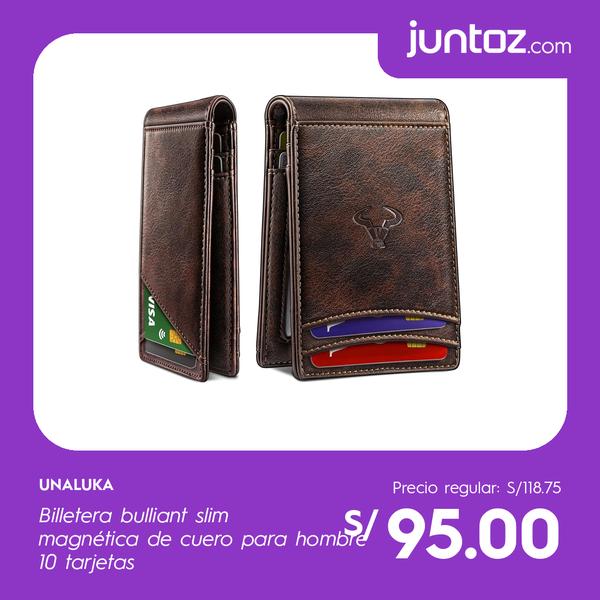 juntoz.com
VISA
UNALUKA
Billetera bulliant slim
magnética de cuero para hombre
10 tarjetas
Precio regular: S/118.75
S/ 95.00